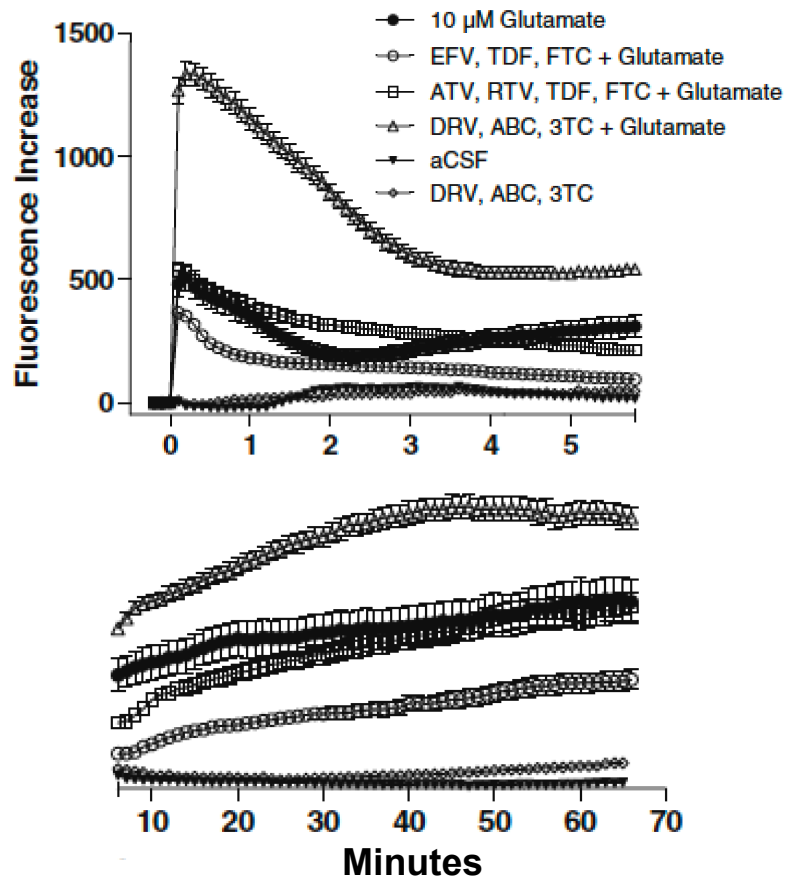 10 µM Glutamate
EFV, TDF, FTC + Glutamate
ATV, RTV, TDF, FTC + Glutamate
DRV, ABC, 3TC + Glutamate
aCSF
DRV, ABC, 3TC
Fluorescence Increase
1500
1000
500
0
0 1 2 3 4 5
10 20 30 40 50 60 70
Minutes